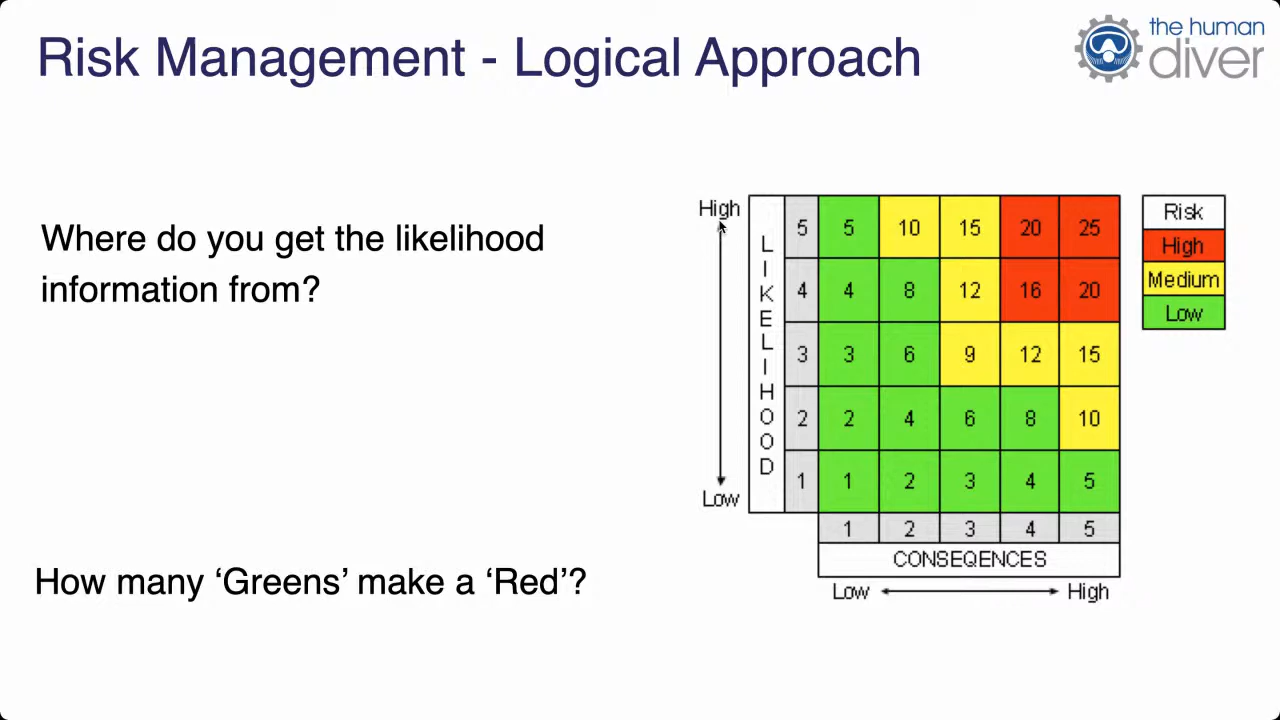 Risk Management - Logical Approach
the human
diver
Where do you get the likelihood
information from?
How many ‘Greens’ make a ‘Red’?
High
Low
LIKELIHOOD
5 5 10 15 20 25
4 4 8 12 16 20
3 3 6 9 12 15
2 2 4 6 8 10
1 1 2 3 4 5
1 2 3 4 5
CONSEQENCES
Low High
Risk
High
Medium
Low